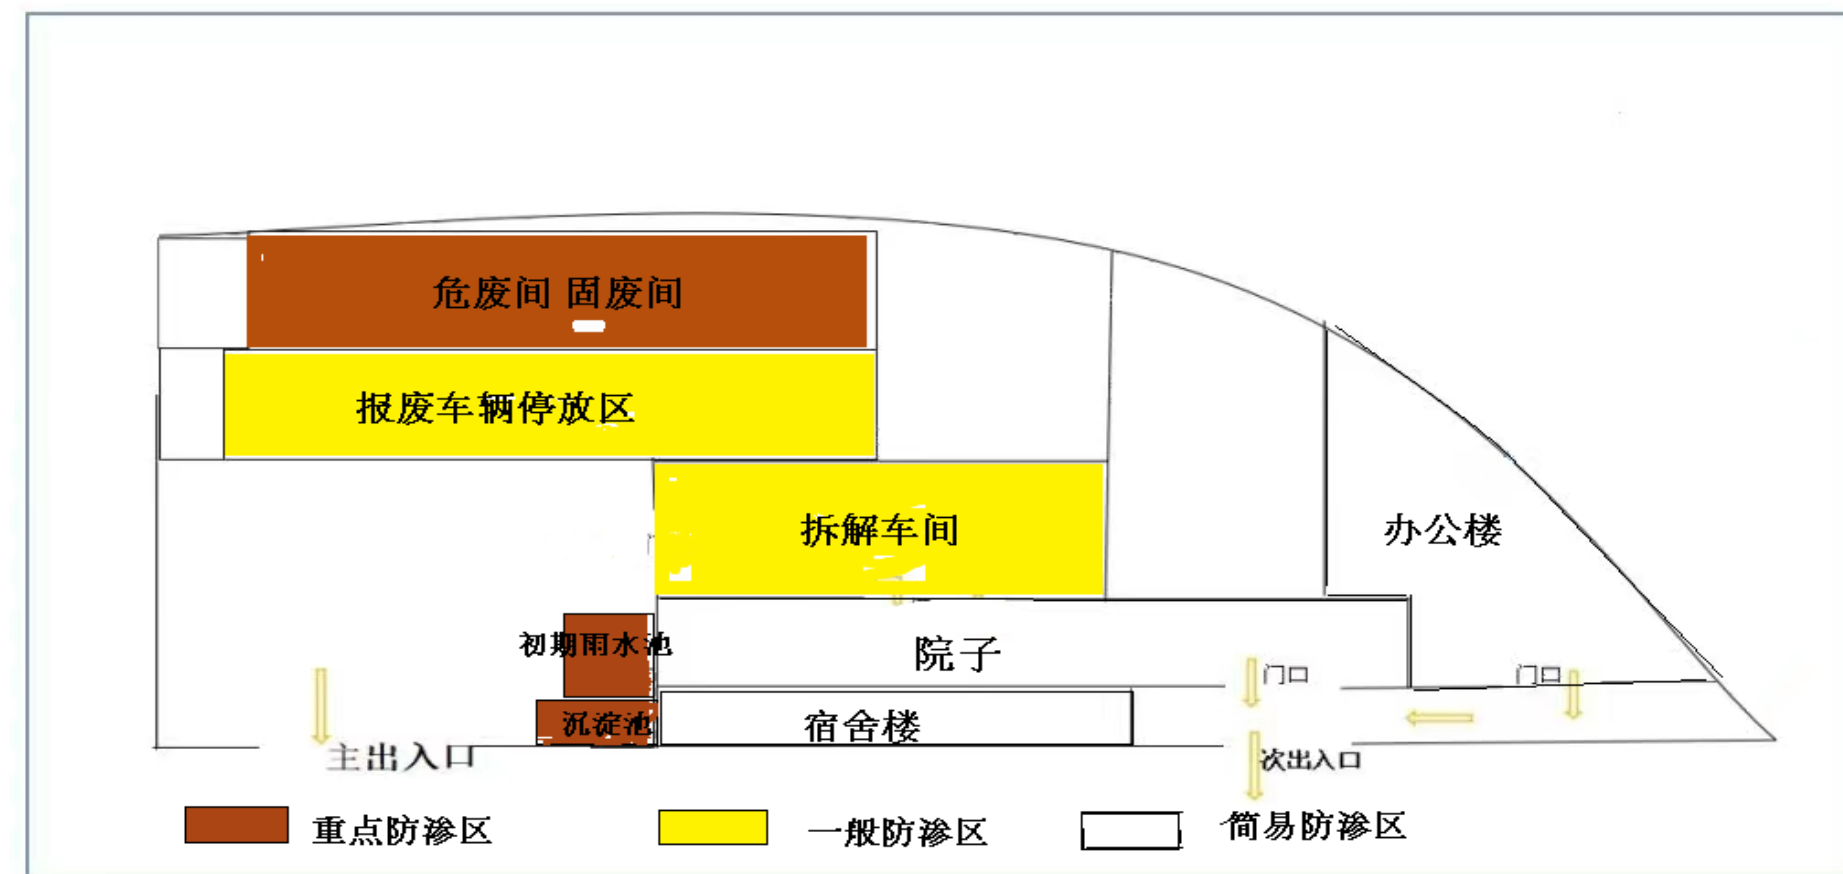 危废间 固废间
报废车辆停放区
拆解车间
办公楼
初期雨水池
院子
门口
门口
沉淀池
宿舍楼
主出入口
次出入口
重点防渗区
一般防渗区
简易防渗区